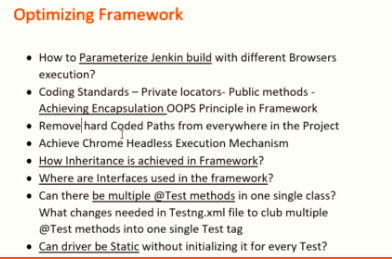 Optimizing Framework
• How to Parameterize Jenkin build with different Browsers
execution?
• Coding Standards – Private locators- Public methods -
Achieving Encapsulation OOPS Principle in Framework
• Remove hard Coded Paths from everywhere in the Project
• Achieve Chrome Headless Execution Mechanism
• How Inheritance is achieved in Framework?
• Where are Interfaces used in the framework?
• Can there be multiple @Test methods in one single class?
What changes needed in Testng.xml file to club multiple
@Test methods into one single Test tag
• Can driver be Static without initializing it for every Test?